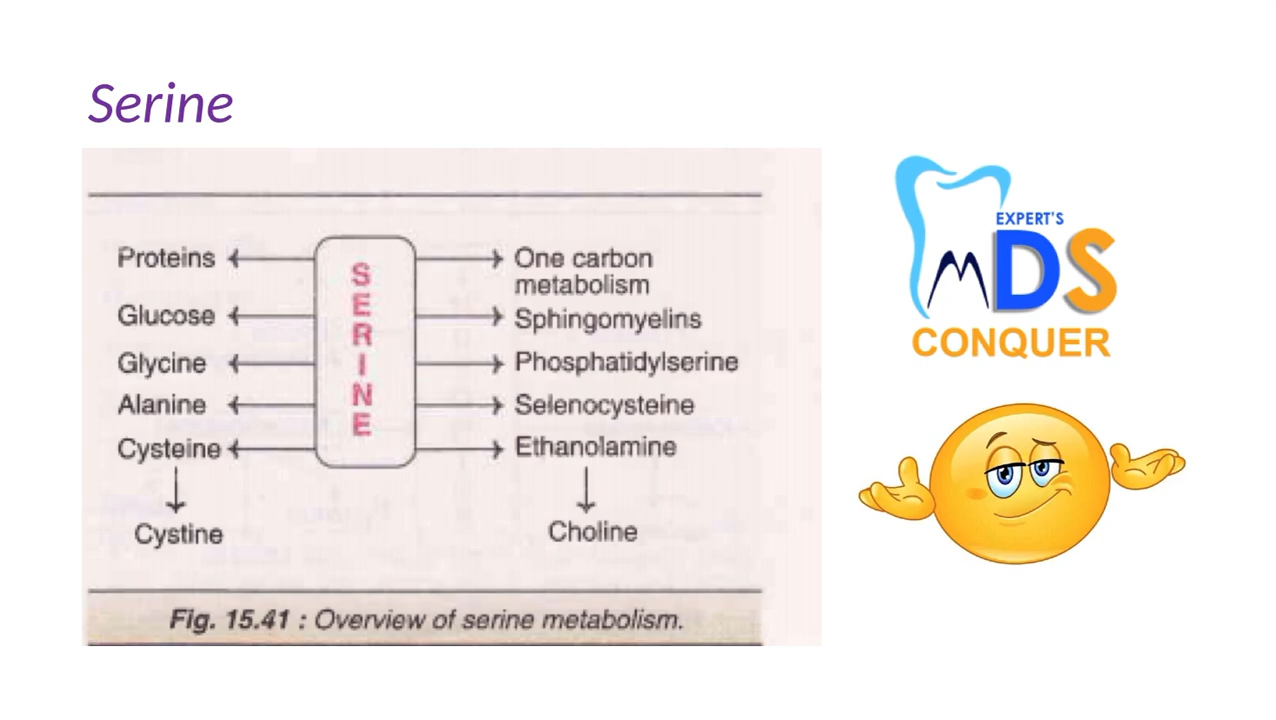 Serine
Proteins
Glucose
Glycine
Alanine
Cysteine
Cystine
SERINE
One carbon
metabolism
Sphingomyelins
Phosphatidylserine
Selenocysteine
Ethanolamine
Choline
Fig. 15.41 : Overview of serine metabolism.
EXPERT'S
MDS
CONQUER